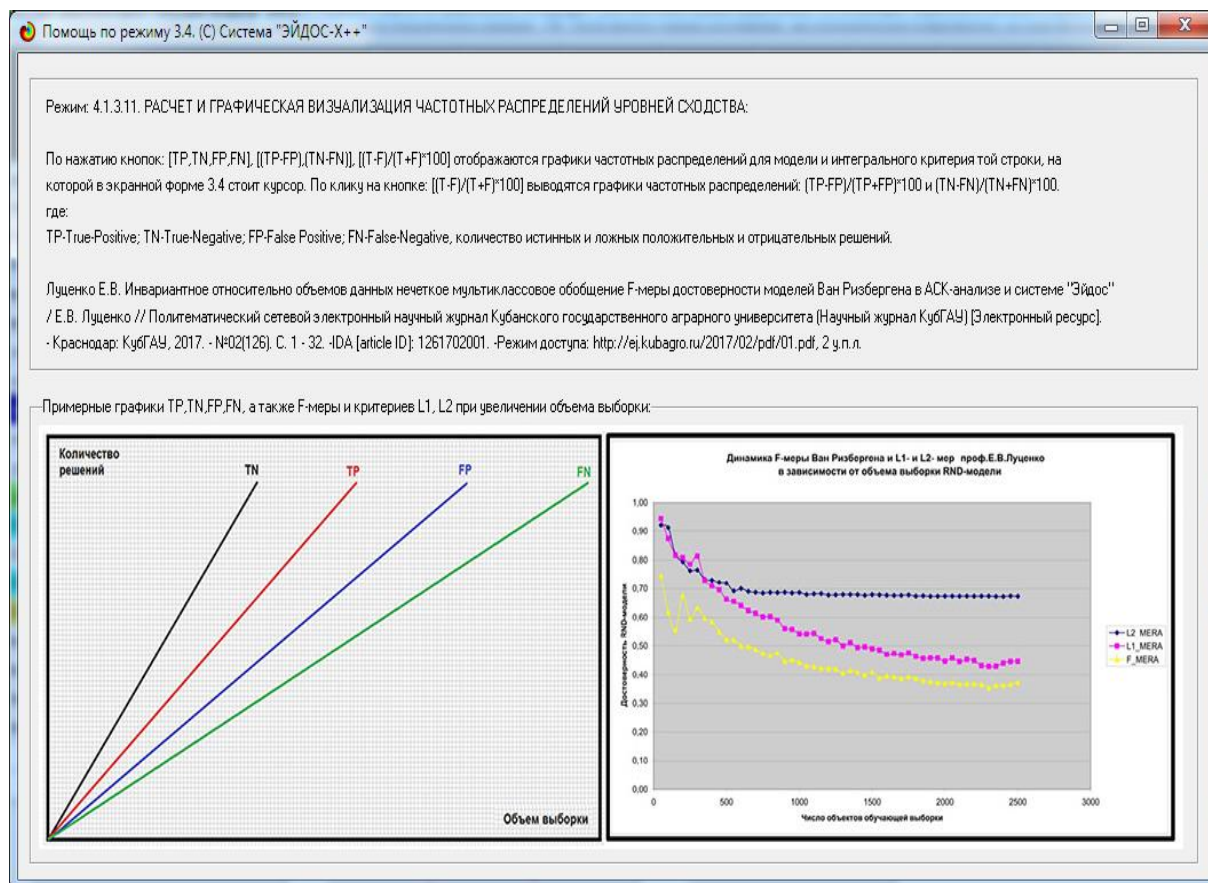 Помощь по режиму 3.4. (C) Система "ЭЙДОС-X++"
Режим: 4.1.3.11. РАСЧЕТ И ГРАФИЧЕСКАЯ ВИЗУАЛИЗАЦИЯ ЧАСТОТНЫХ РАСПРЕДЕЛЕНИЙ УРОВНЕЙ СХОДСТВА:
По нажатию кнопок: [TP,TN,FP,FN], [(TP-FP),(TN-FN)], [(T-F)/(T+F)*100] отображаются графики частотных распределений для модели и интегрального критерия той строки, на
которой в экранной форме 3.4 стоит курсор. По клику на кнопке: [(T-F)/(T+F)*100] выводятся графики частотных распределений: (TP-FP)/(TP+FP)*100 и (TN-FN)/(TN+FN)*100.
где:
TP-True-Positive; TN-True-Negative; FP-False Positive; FN-False-Negative, количество истинных и ложных положительных и отрицательных решений.
Луценко Е.В. Инвариантное относительно объемов данных нечеткое мультиклассовое обобщение F-меры достоверности моделей Ван Ризбергена в АСК-анализе и системе "Эйдос"
/ Е.В. Луценко // Политематический сетевой электронный научный журнал Кубанского государственного аграрного университета (Научный журнал КубГАУ) [Электронный ресурс].
- Краснодар: КубГАУ, 2017. - №02(126). С. 1 - 32. -IDA [article ID]: 1261702001. -Режим доступа: http://ej.kubagro.ru/2017/02/pdf/01.pdf, 2 у.п.л.
Примерные графики TP,TN,FP,FN, а также F-меры и критериев L1, L2 при увеличении объема выборки:
Количество
решений
TN
TP
FP
FN
Объем выборки
Динамика F-меры Ван Ризбергена и L1- и L2- мер проф.Е.В.Луценко
в зависимости от объема выборки RND-модели
Достоверность RND-модели
1,00
0,90
0,80
0,70
0,60
0,50
0,40
0,30
0,20
0,10
0,00
0
500
1000
1500
2000
2500
3000
Число объектов обучающей выборки
L2_MERA
L1_MERA
F_MERA